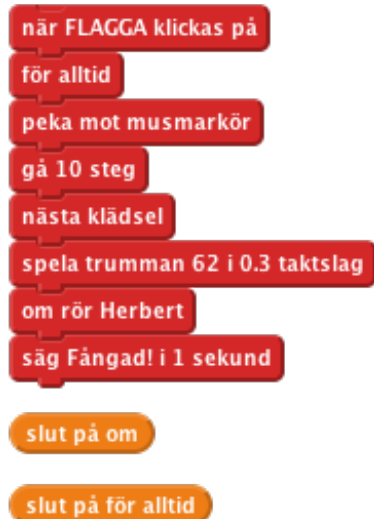 när FLAGGA klickas på
för alltid
peka mot musmarkör
gå 10 steg
nästa klädsel
spela trumman 62 i 0.3 taktslag
om rör Herbert
säg Fångad! i 1 sekund
slut på om
slut på för alltid